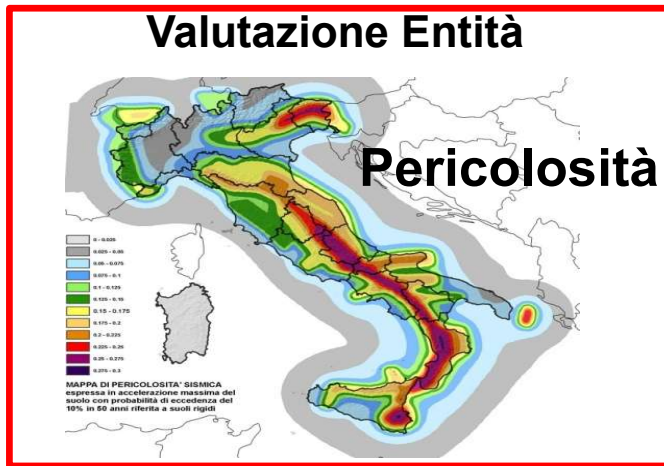 Valutazione Entità
Pericolosità
0 - 0.025
0.025 - 0.05
0.05 - 0.075
0.075 - 0.1
0.1 - 0.125
0.125 - 0.15
0.15 - 0.175
0.175 - 0.2
0.2 - 0.225
0.225 - 0.25
0.25 - 0.275
0.275 - 0.3
MAPPA DI PERICOLOSITA' SISMICA
espressa in accelerazione massima del
suolo con probabilità di eccedenza del
10% in 50 anni riferita a suoli rigidi